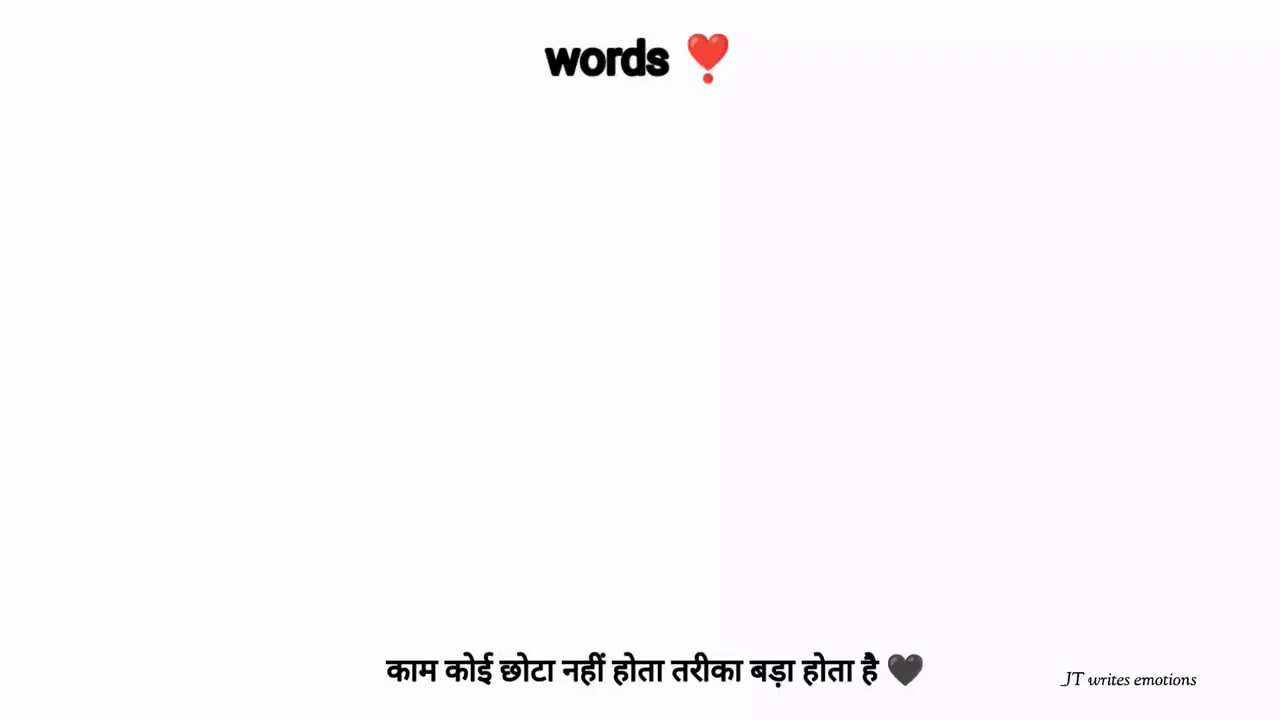 words ❣️
काम कोई छोटा नहीं होता तरीका बड़ा होता है 🖤
JT writes emotions